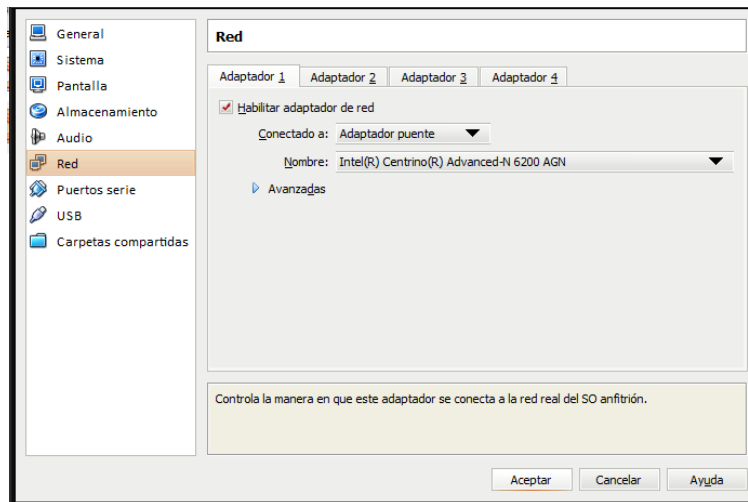 General
Sistema
Pantalla
Almacenamiento
Audio
Red
Puertos serie
USB
Carpetas compartidas
Red
Adaptador 1 Adaptador 2 Adaptador 3 Adaptador 4
Habilitar adaptador de red
Conectado a: Adaptador puente
Nombre: Intel(R) Centrino(R) Advanced-N 6200 AGN
Avanzadas
Controla la manera en que este adaptador se conecta a la red real del SO anfitrión.
Aceptar Cancelar Ayuda